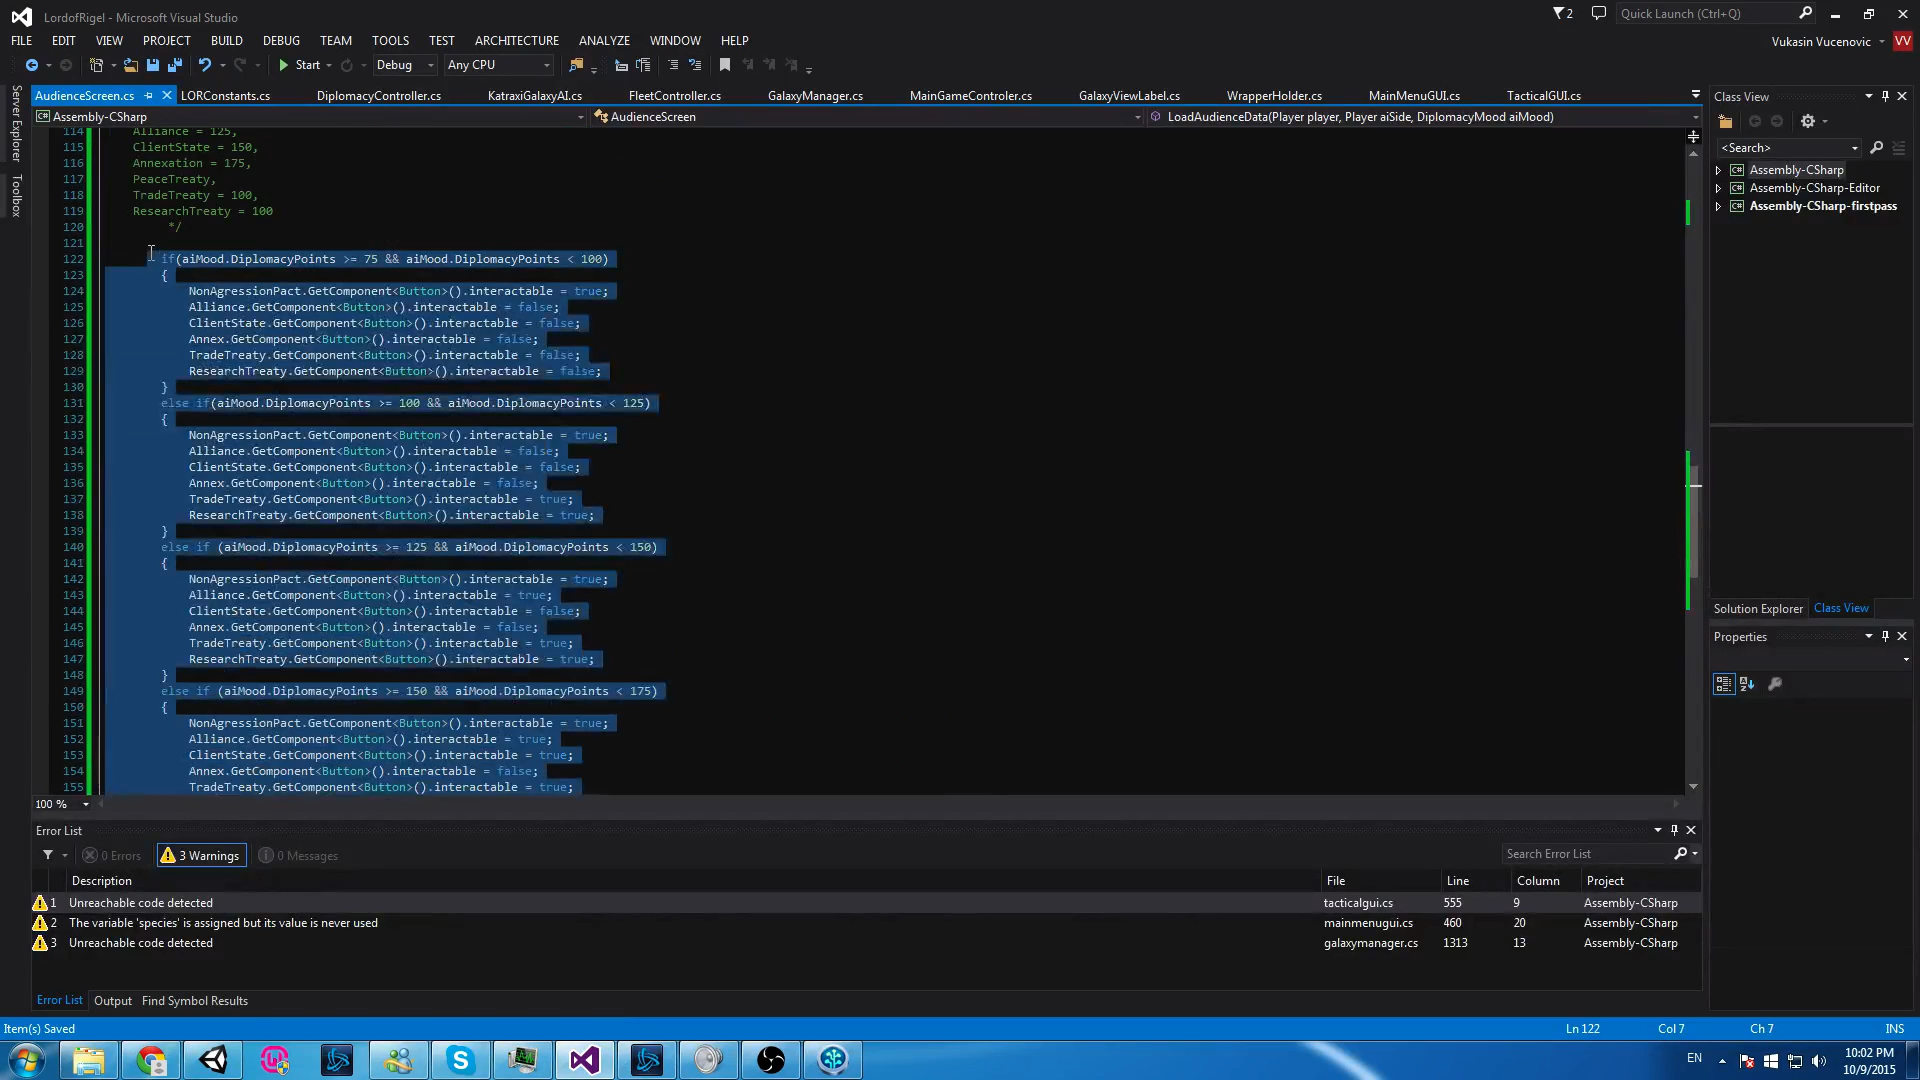 LordofRigel - Microsoft Visual Studio
2
Quick Launch (Ctrl+Q)
FILE EDIT VIEW PROJECT BUILD DEBUG TEAM TOOLS TEST ARCHITECTURE ANALYZE WINDOW HELP
Vukasin Vucenovic VV
Start Debug Any CPU
Server Explorer
Toolbox
AudienceScreen.cs LORConstants.cs DiplomacyController.cs KatraxiGalaxyAI.cs FleetController.cs GalaxyManager.cs MainGameControler.cs GalaxyViewLabel.cs WrapperHolder.cs MainMenuGUI.cs TacticalGUI.cs
Assembly-CSharp AudienceScreen LoadAudienceData(Player player, Player aiSide, DiplomacyMood aiMood)
114 Alliance = 125,
115 ClientState = 150,
116 Annexation = 175,
117 PeaceTreaty,
118 TradeTreaty = 100,
119 ResearchTreaty = 100
120 */
121
122 if(aiMood.DiplomacyPoints >= 75 && aiMood.DiplomacyPoints < 100)
123 {
124 NonAgressionPact.GetComponent<Button>().interactable = true;
125 Alliance.GetComponent<Button>().interactable = false;
126 ClientState.GetComponent<Button>().interactable = false;
127 Annex.GetComponent<Button>().interactable = false;
128 TradeTreaty.GetComponent<Button>().interactable = false;
129 ResearchTreaty.GetComponent<Button>().interactable = false;
130 }
131 else if(aiMood.DiplomacyPoints >= 100 && aiMood.DiplomacyPoints < 125)
132 {
133 NonAgressionPact.GetComponent<Button>().interactable = true;
134 Alliance.GetComponent<Button>().interactable = false;
135 ClientState.GetComponent<Button>().interactable = false;
136 Annex.GetComponent<Button>().interactable = false;
137 TradeTreaty.GetComponent<Button>().interactable = true;
138 ResearchTreaty.GetComponent<Button>().interactable = true;
139 }
140 else if (aiMood.DiplomacyPoints >= 125 && aiMood.DiplomacyPoints < 150)
141 {
142 NonAgressionPact.GetComponent<Button>().interactable = true;
143 Alliance.GetComponent<Button>().interactable = true;
144 ClientState.GetComponent<Button>().interactable = false;
145 Annex.GetComponent<Button>().interactable = false;
146 TradeTreaty.GetComponent<Button>().interactable = true;
147 ResearchTreaty.GetComponent<Button>().interactable = true;
148 }
149 else if (aiMood.DiplomacyPoints >= 150 && aiMood.DiplomacyPoints < 175)
150 {
151 NonAgressionPact.GetComponent<Button>().interactable = true;
152 Alliance.GetComponent<Button>().interactable = true;
153 ClientState.GetComponent<Button>().interactable = true;
154 Annex.GetComponent<Button>().interactable = false;
155 TradeTreaty.GetComponent<Button>().interactable = true;
100 %
Class View
<Search>
Assembly-CSharp
Assembly-CSharp-Editor
Assembly-CSharp-firstpass
Solution Explorer Class View
Properties
Error List
0 Errors 3 Warnings 0 Messages Search Error List
Description File Line Column Project
1 Unreachable code detected tacticalgui.cs 555 9 Assembly-CSharp
2 The variable 'species' is assigned but its value is never used mainmenugui.cs 460 20 Assembly-CSharp
3 Unreachable code detected galaxymanager.cs 1313 13 Assembly-CSharp
Error List Output Find Symbol Results
Item(s) Saved Ln 122 Col 7 Ch 7 INS
EN 10:02 PM
10/9/2015